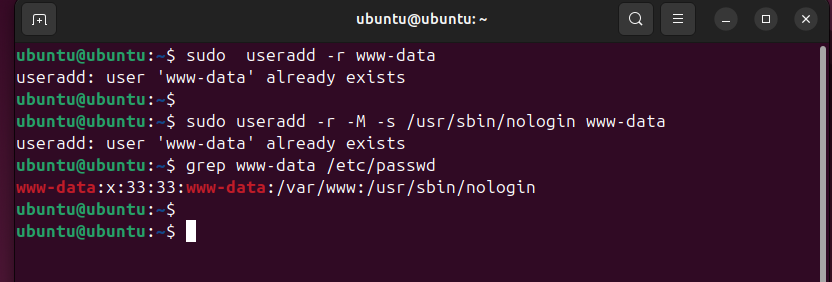 ubuntu@ubuntu: ~
ubuntu@ubuntu:~$ sudo  useradd -r www-data
useradd: user 'www-data' already exists
ubuntu@ubuntu:~$
ubuntu@ubuntu:~$ sudo useradd -r -M -s /usr/sbin/nologin www-data
useradd: user 'www-data' already exists
ubuntu@ubuntu:~$ grep www-data /etc/passwd
www-data:x:33:33:www-data:/var/www:/usr/sbin/nologin
ubuntu@ubuntu:~$
ubuntu@ubuntu:~$